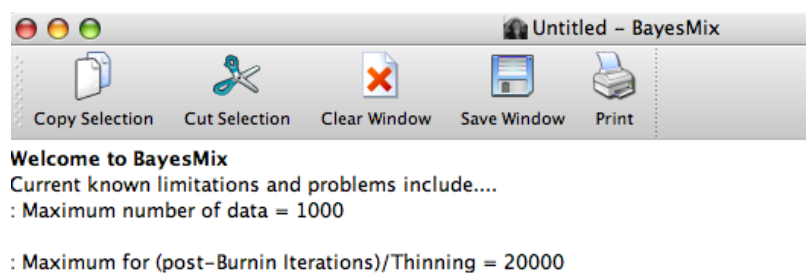 Untitled – BayesMix
Copy Selection Cut Selection Clear Window Save Window Print
Welcome to BayesMix
Current known limitations and problems include....
: Maximum number of data = 1000
: Maximum for (post-Burnin Iterations)/Thinning = 20000